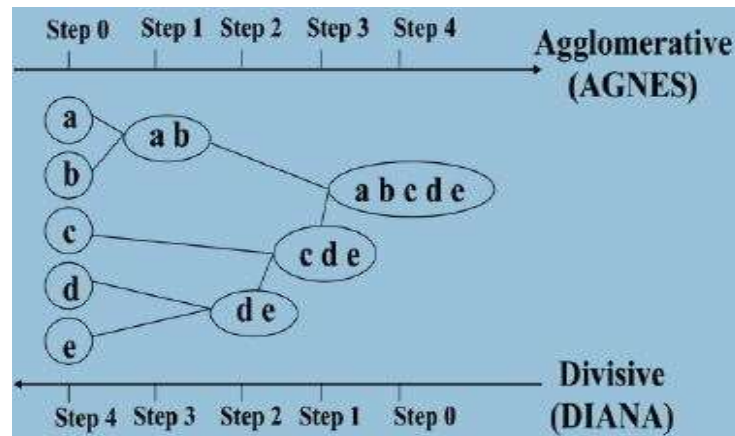 Step 0 Step 1 Step 2 Step 3 Step 4
Agglomerative
(AGNES)
a
a b
b
a b c d e
c
c d e
d
d e
e
Divisive
(DIANA)
Step 4 Step 3 Step 2 Step 1 Step 0